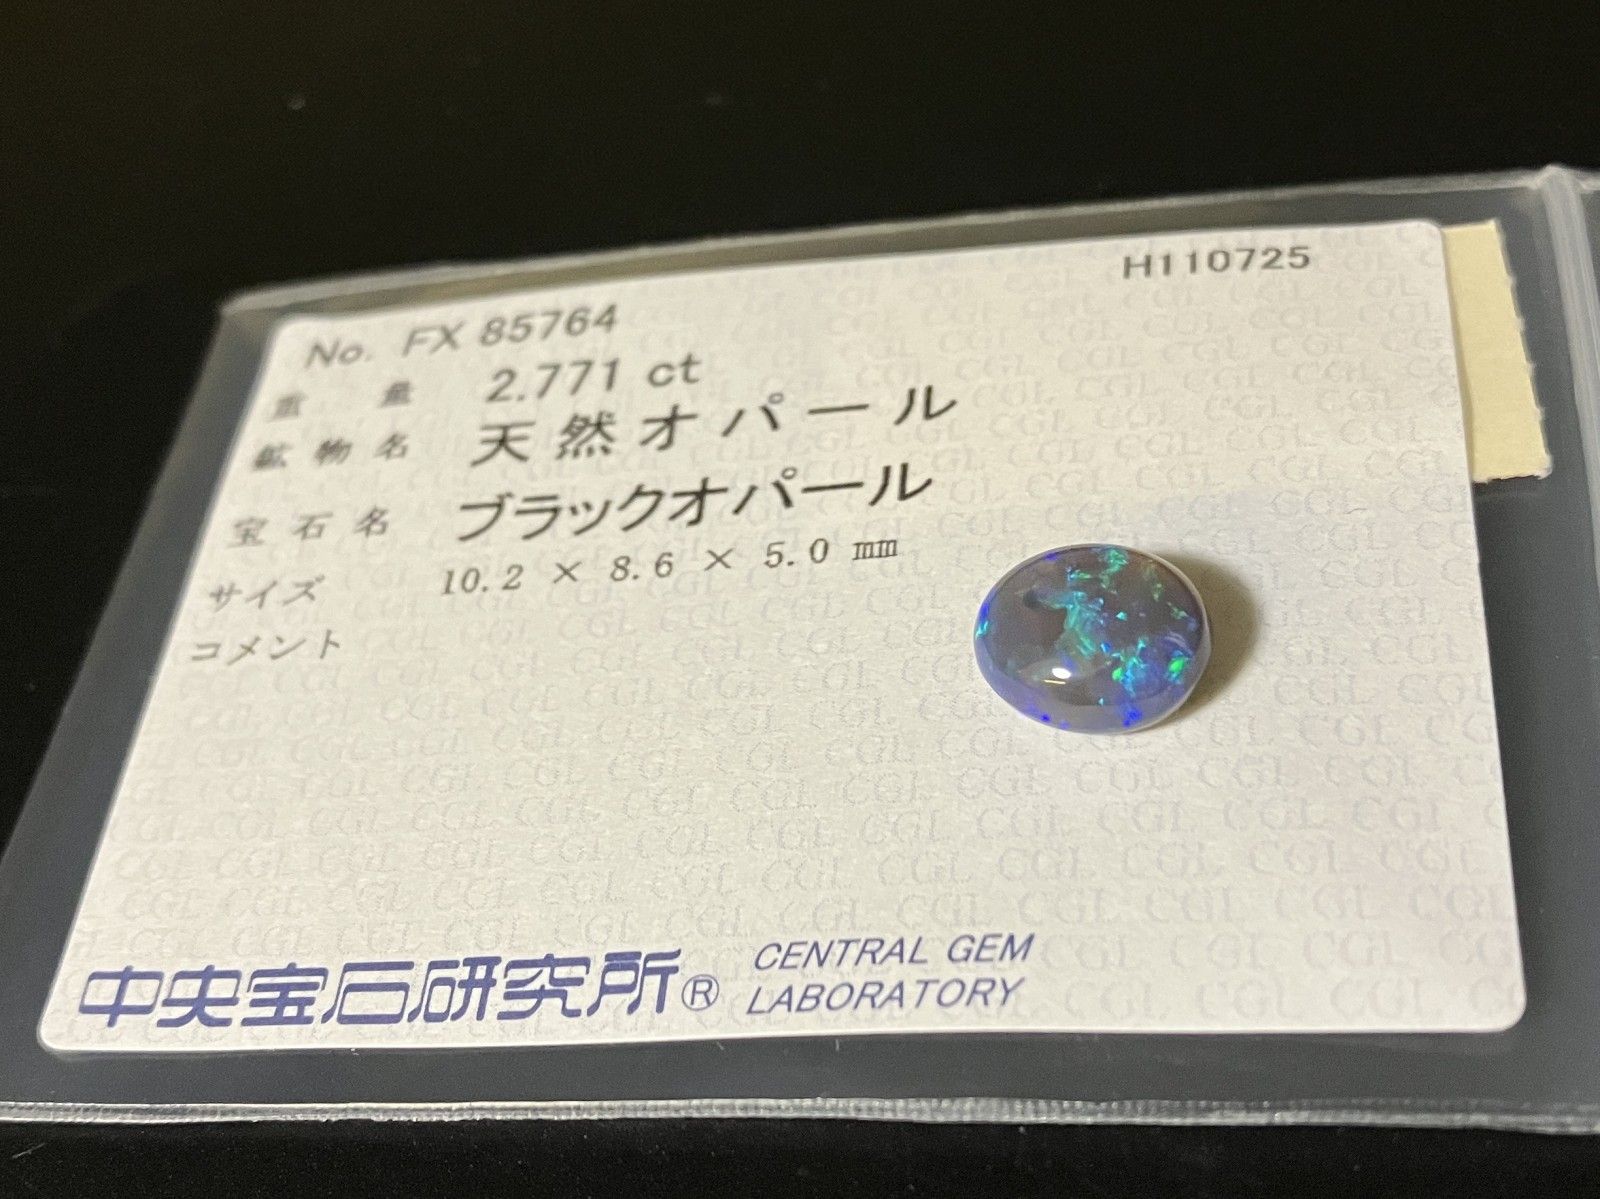 H110725
No. FX 85764
重量 2.771 ct
鉱物名 天然オパール
宝石名 ブラックオパール
サイズ 10.2 × 8.6 × 5.0 mm
コメント
中央宝石研究所® CENTRAL GEM
LABORATORY